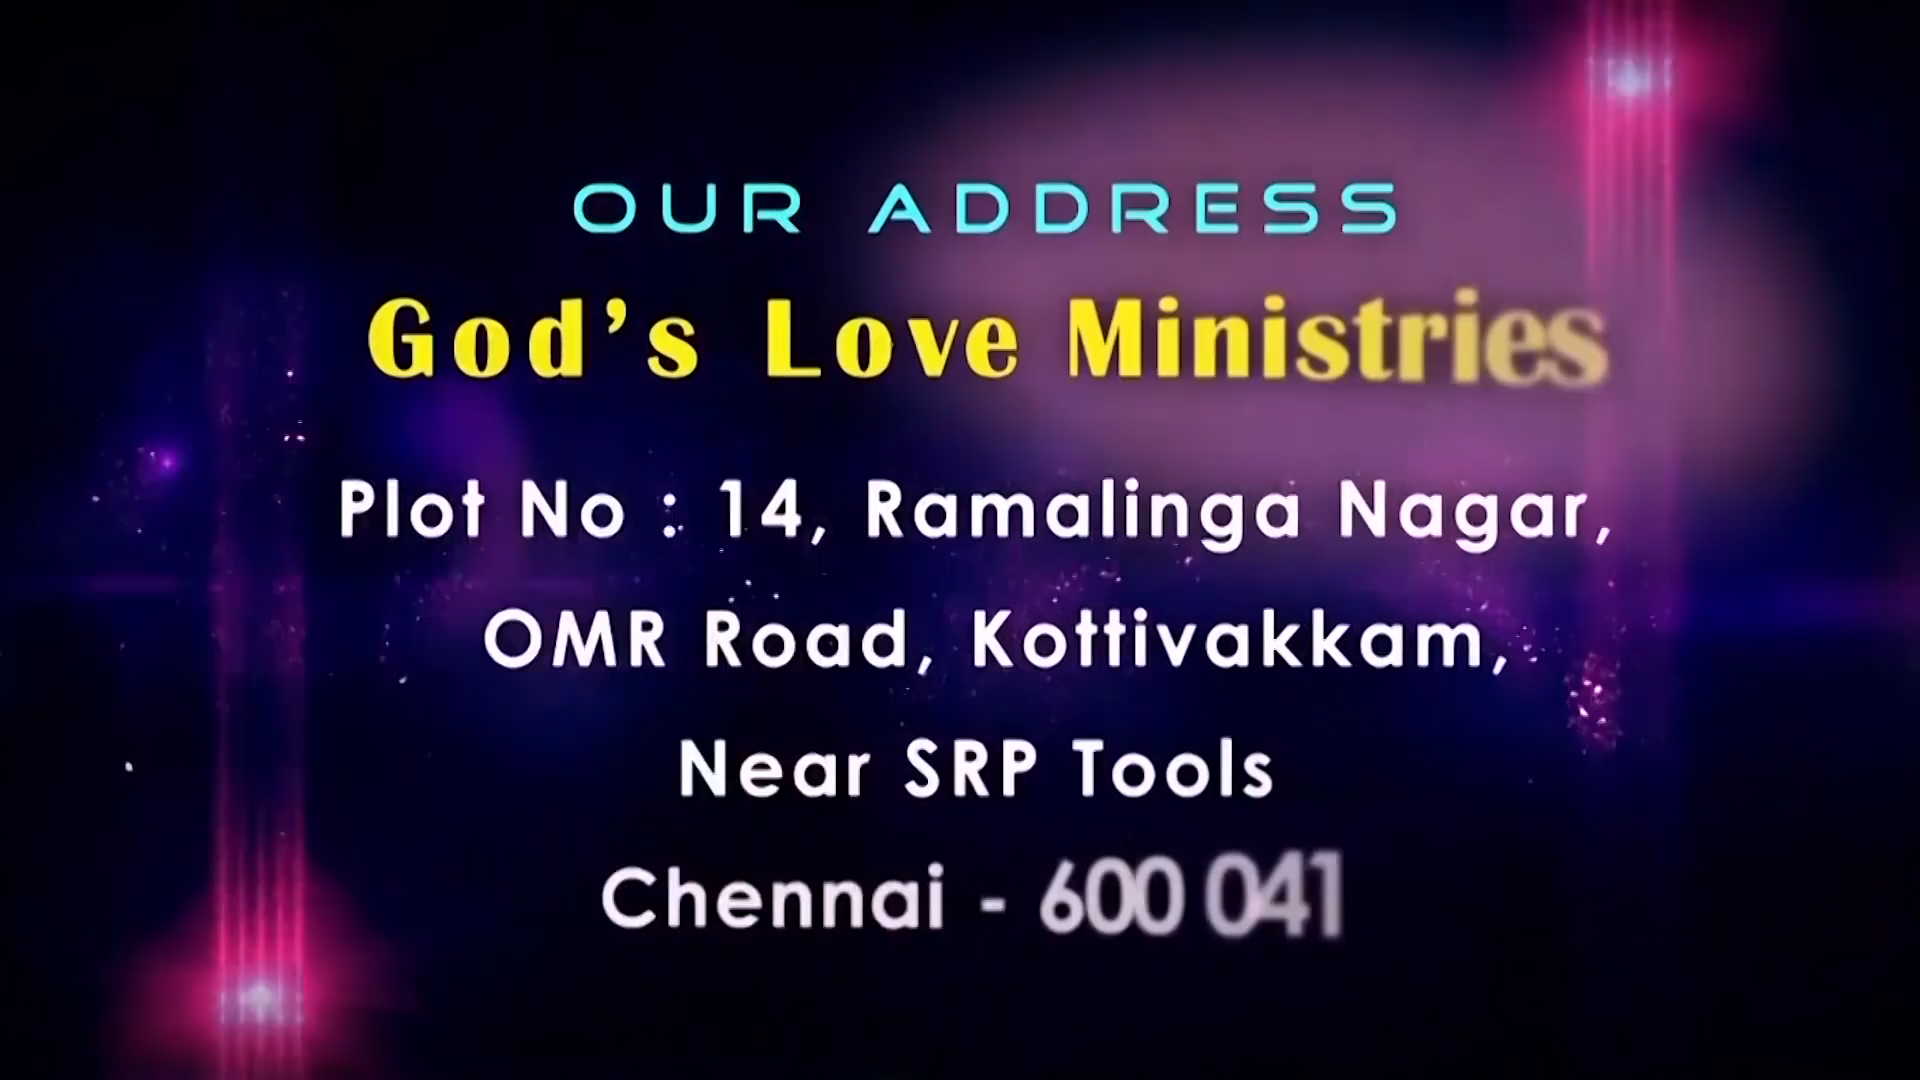 OUR ADDRESS
God’s Love Ministries
Plot No : 14, Ramalinga Nagar,
OMR Road, Kottivakkam,
Near SRP Tools
Chennai - 600 041